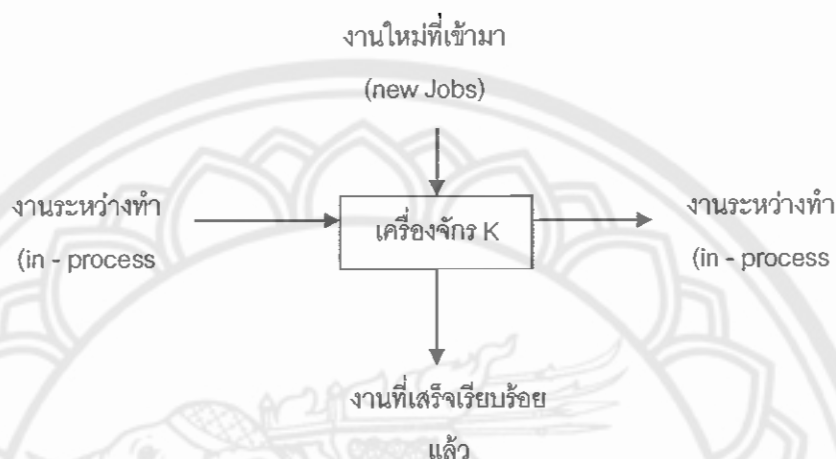 งานใหม่ที่เข้ามา
(new Jobs)
งานระหว่างทำ
(in - process
เครื่องจักร K
งานระหว่างทำ
(in - process
งานที่เสร็จเรียบร้อย
แล้ว